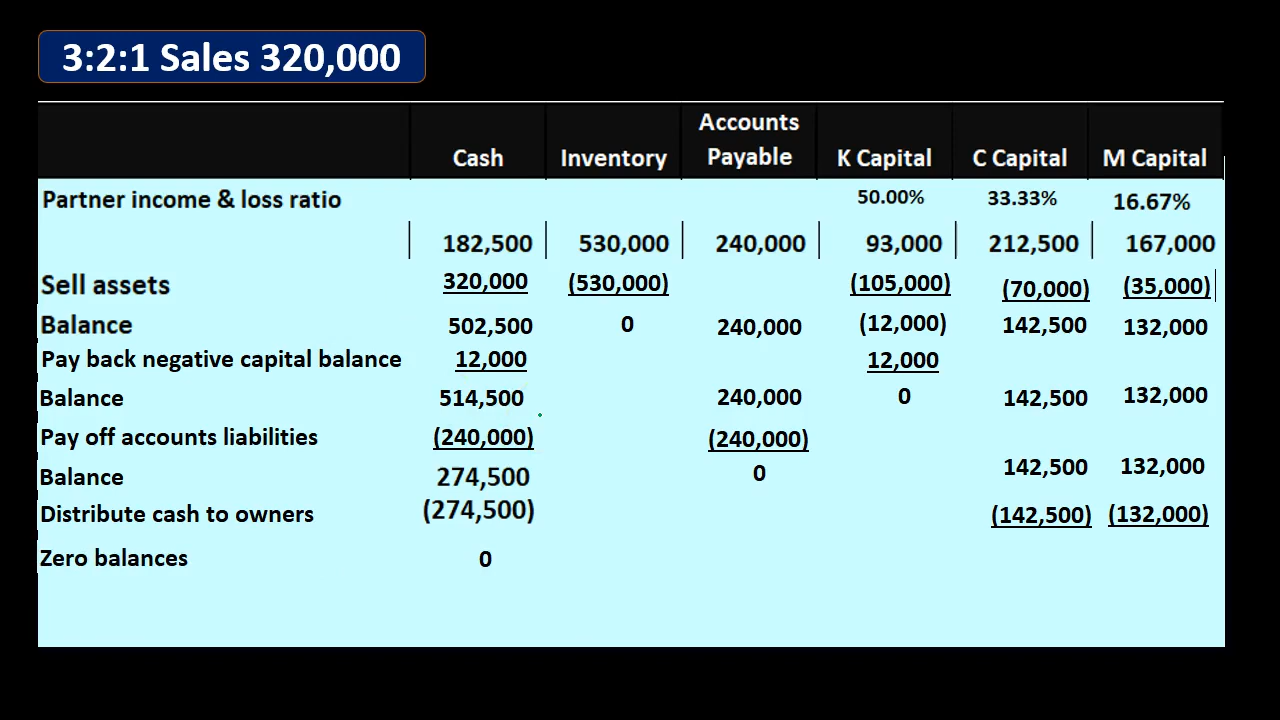 3:2:1 Sales 320,000
Cash Inventory Accounts Payable K Capital C Capital M Capital
Partner income & loss ratio 50.00% 33.33% 16.67%
182,500 530,000 240,000 93,000 212,500 167,000
Sell assets 320,000 (530,000) (105,000) (70,000) (35,000)
Balance 502,500 0 240,000 (12,000) 142,500 132,000
Pay back negative capital balance 12,000 12,000
Balance 514,500 240,000 0 142,500 132,000
Pay off accounts liabilities (240,000) (240,000)
Balance 274,500 0 142,500 132,000
Distribute cash to owners (274,500) (142,500) (132,000)
Zero balances 0